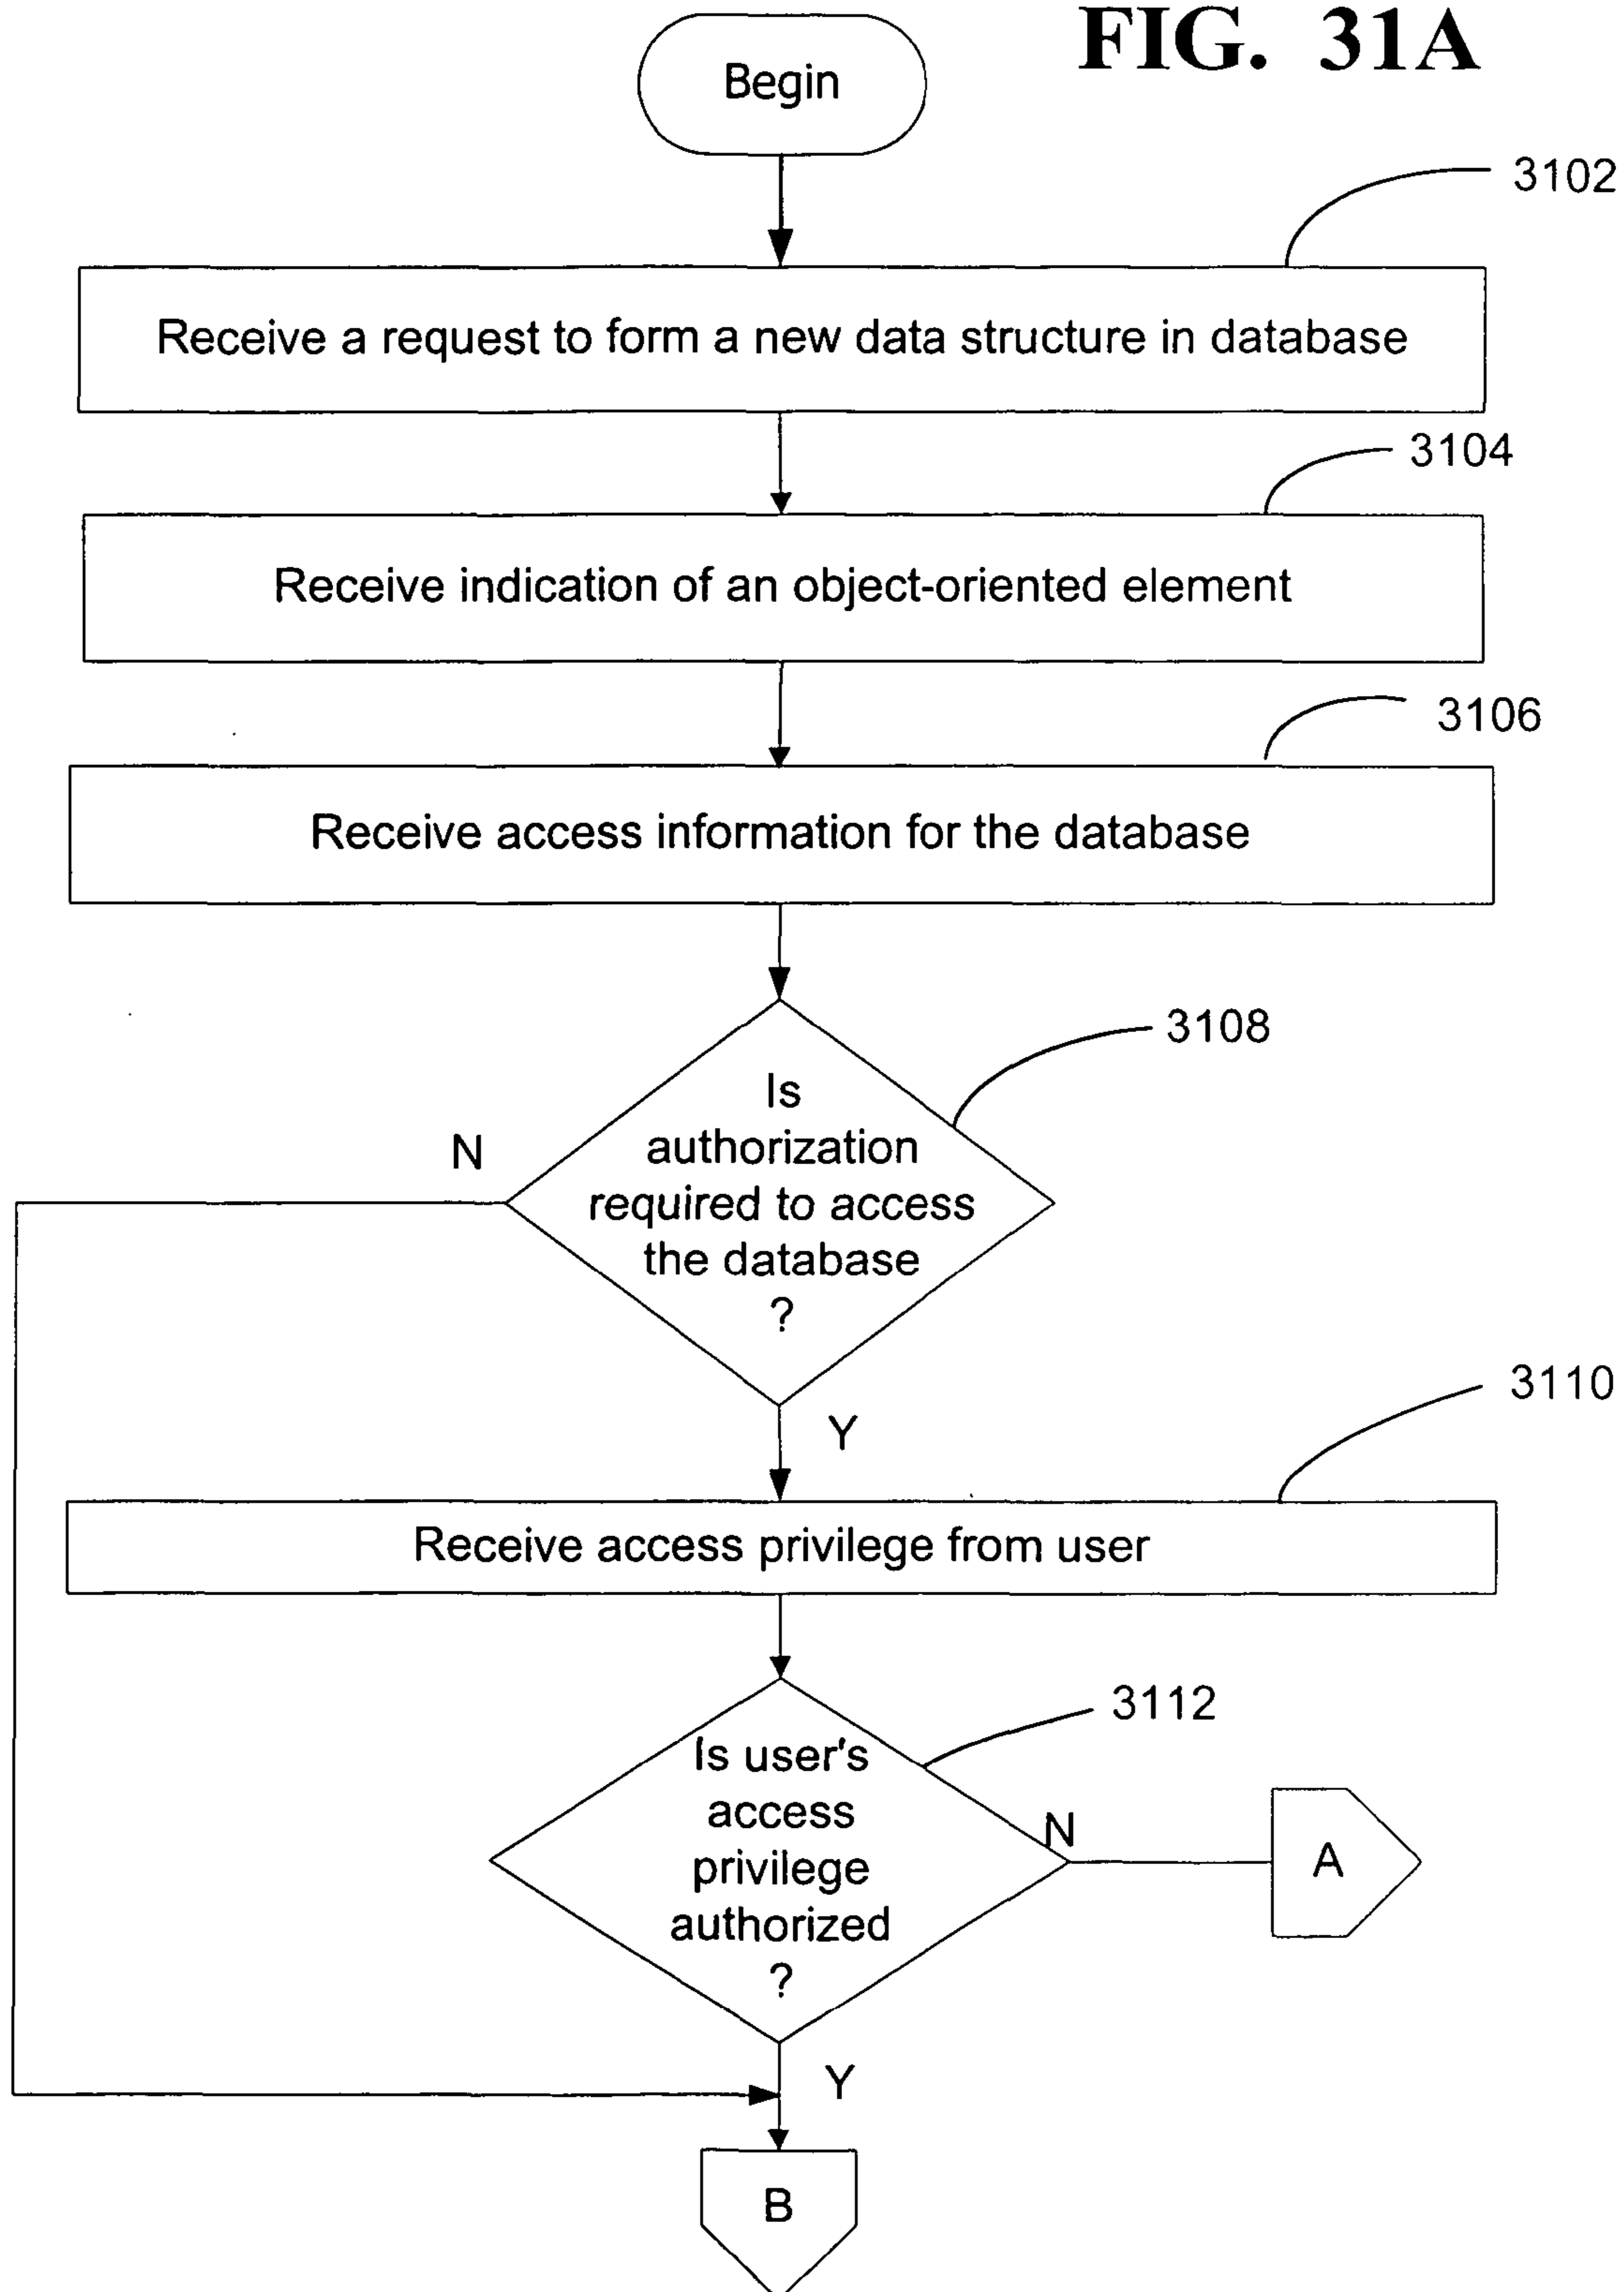 FIG. 31A
Begin
3102
Receive a request to form a new data structure in database
3104
Receive indication of an object-oriented element
3106
Receive access information for the database
3108
Is
authorization
required to access
the database
?
N
Y
3110
Receive access privilege from user
3112
Is user's
access
privilege
authorized
?
N
A
Y
B